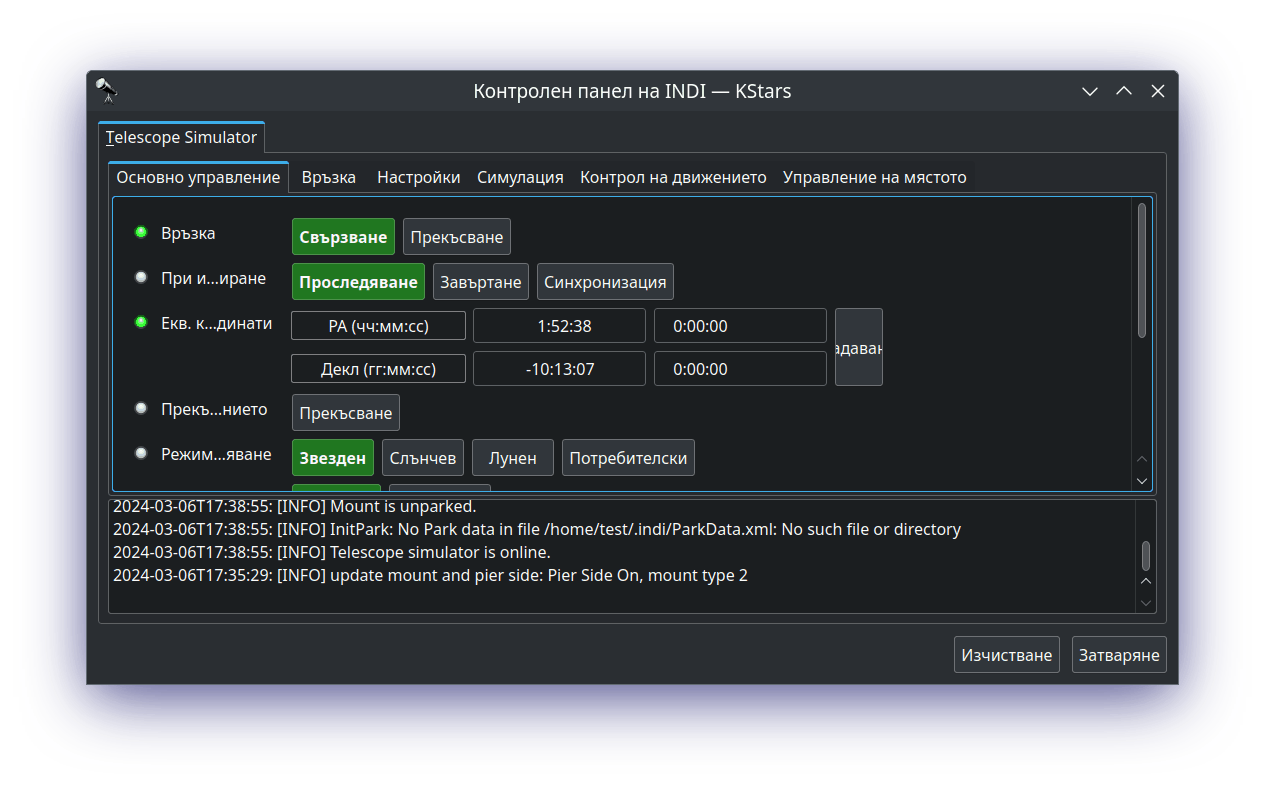 Контролен панел на INDI — KStars
Telescope Simulator
Основно управление Връзка Настройки Симулация Контрол на движението Управление на мястото
Връзка Свързване Прекъсване
При и...иране Проследяване Завъртане Синхронизация
Екв. к...динати РА (чч:мм:сс) 1:52:38 0:00:00
адаван
Декл (гг:мм:сс) -10:13:07 0:00:00
Прекъ...нието Прекъсване
Режим...яване Звезден Слънчев Лунен Потребителски
2024-03-06T17:38:55: [INFO] Mount is unparked.
2024-03-06T17:38:55: [INFO] InitPark: No Park data in file /home/test/.indi/ParkData.xml: No such file or directory
2024-03-06T17:38:55: [INFO] Telescope simulator is online.
2024-03-06T17:35:29: [INFO] update mount and pier side: Pier Side On, mount type 2
Изчистване Затваряне